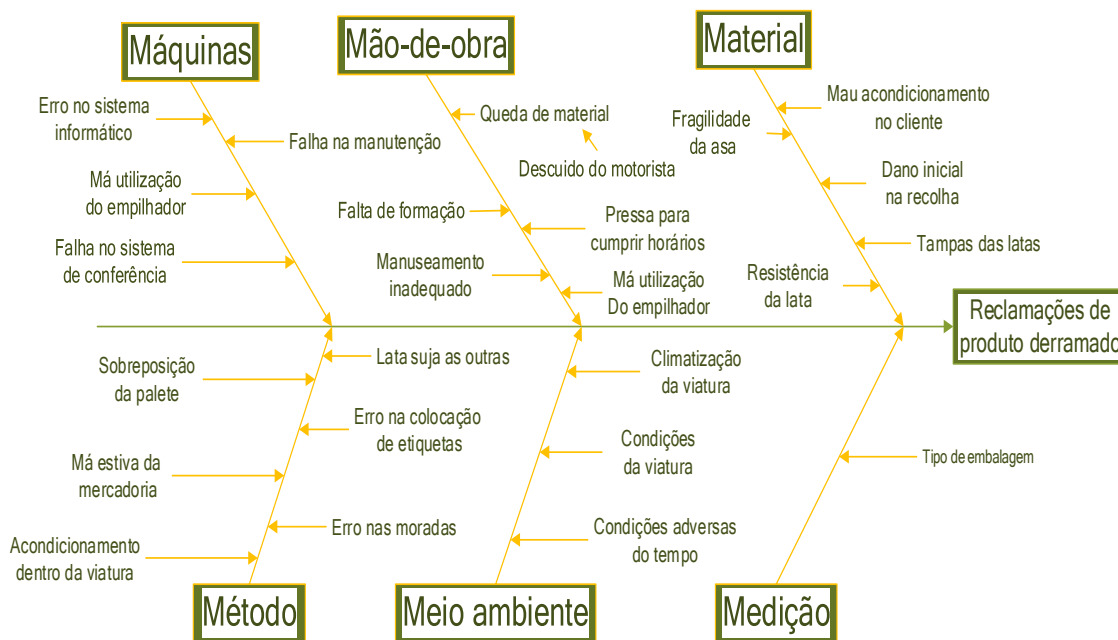 Máquinas
Mão-de-obra
Material
Erro no sistema
informático
Falha na manutenção
Má utilização
do empilhador
Falha no sistema
de conferência
Queda de material
Descuido do motorista
Falta de formação
Pressa para
cumprir horários
Manuseamento
inadequado
Má utilização
Do empilhador
Mau acondicionamento
no cliente
Fragilidade
da asa
Dano inicial
na recolha
Tampas das latas
Resistência
da lata
Reclamações de
produto derramado
Lata suja as outras
Sobreposição
da palete
Erro na colocação
de etiquetas
Má estiva da
mercadoria
Erro nas moradas
Acondicionamento
dentro da viatura
Climatização
da viatura
Condições
da viatura
Condições adversas
do tempo
Tipo de embalagem
Método
Meio ambiente
Medição